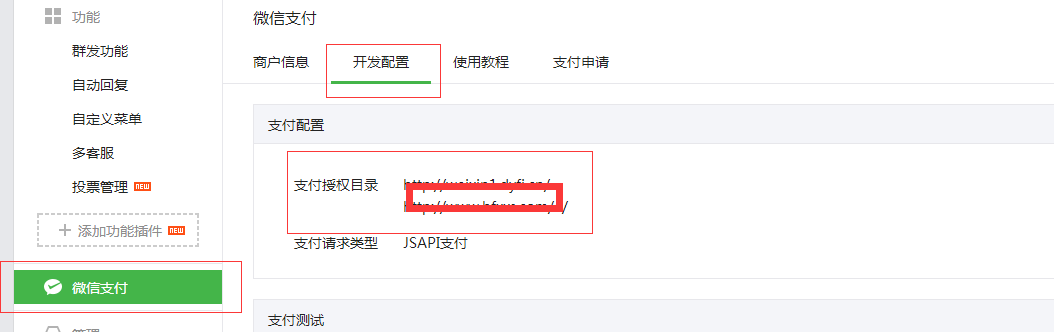 功能
群发功能
自动回复
自定义菜单
多客服
投票管理 NEW
添加功能插件 NEW
微信支付
管理
微信支付
商户信息 开发配置 使用教程 支付申请
支付配置
支付授权目录
支付请求类型 JSAPI支付
支付测试